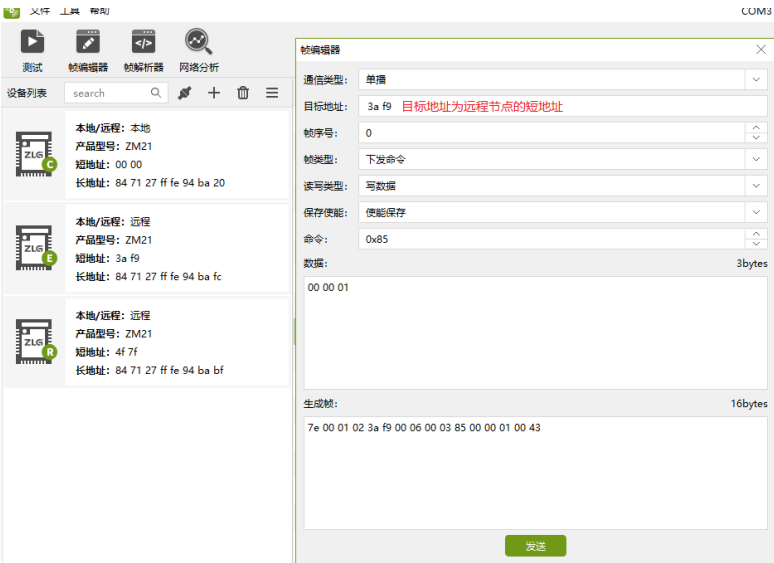 文件 工具 帮助 COM3
测试 帧编辑器 帧解析器 网络分析
设备列表 search
ZLG C
本地/远程：本地
产品型号：ZM21
短地址：00 00
长地址：84 71 27 ff fe 94 ba 20
ZLG E
本地/远程：远程
产品型号：ZM21
短地址：3a f9
长地址：84 71 27 ff fe 94 ba fc
ZLG R
本地/远程：远程
产品型号：ZM21
短地址：4f 7f
长地址：84 71 27 ff fe 94 ba bf
帧编辑器
通信类型： 单播
目标地址： 3a f9 目标地址为远程节点的短地址
帧序号： 0
帧类型： 下发命令
读写类型： 写数据
保存使能： 使能保存
命令： 0x85
数据： 3bytes
00 00 01
生成帧： 16bytes
7e 00 01 02 3a f9 00 06 00 03 85 00 00 01 00 43
发送